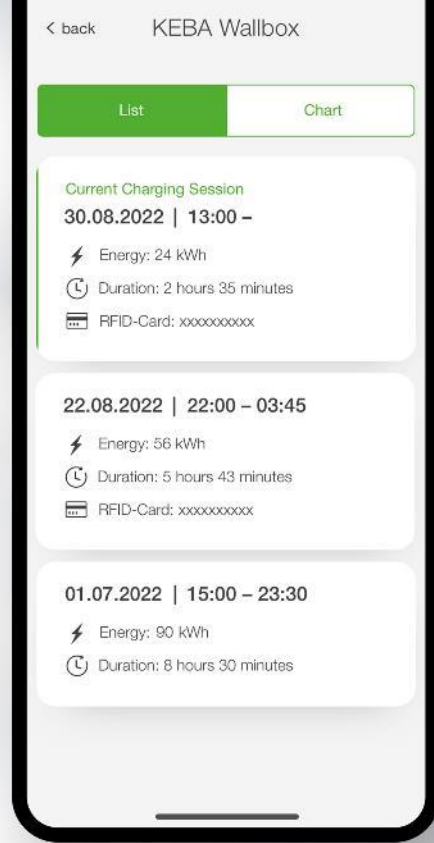 < back KEBA Wallbox
List Chart
Current Charging Session
30.08.2022 | 13:00 –
Energy: 24 kWh
Duration: 2 hours 35 minutes
RFID-Card: xxxxxxxxxx
22.08.2022 | 22:00 – 03:45
Energy: 56 kWh
Duration: 5 hours 43 minutes
RFID-Card: xxxxxxxxxx
01.07.2022 | 15:00 – 23:30
Energy: 90 kWh
Duration: 8 hours 30 minutes